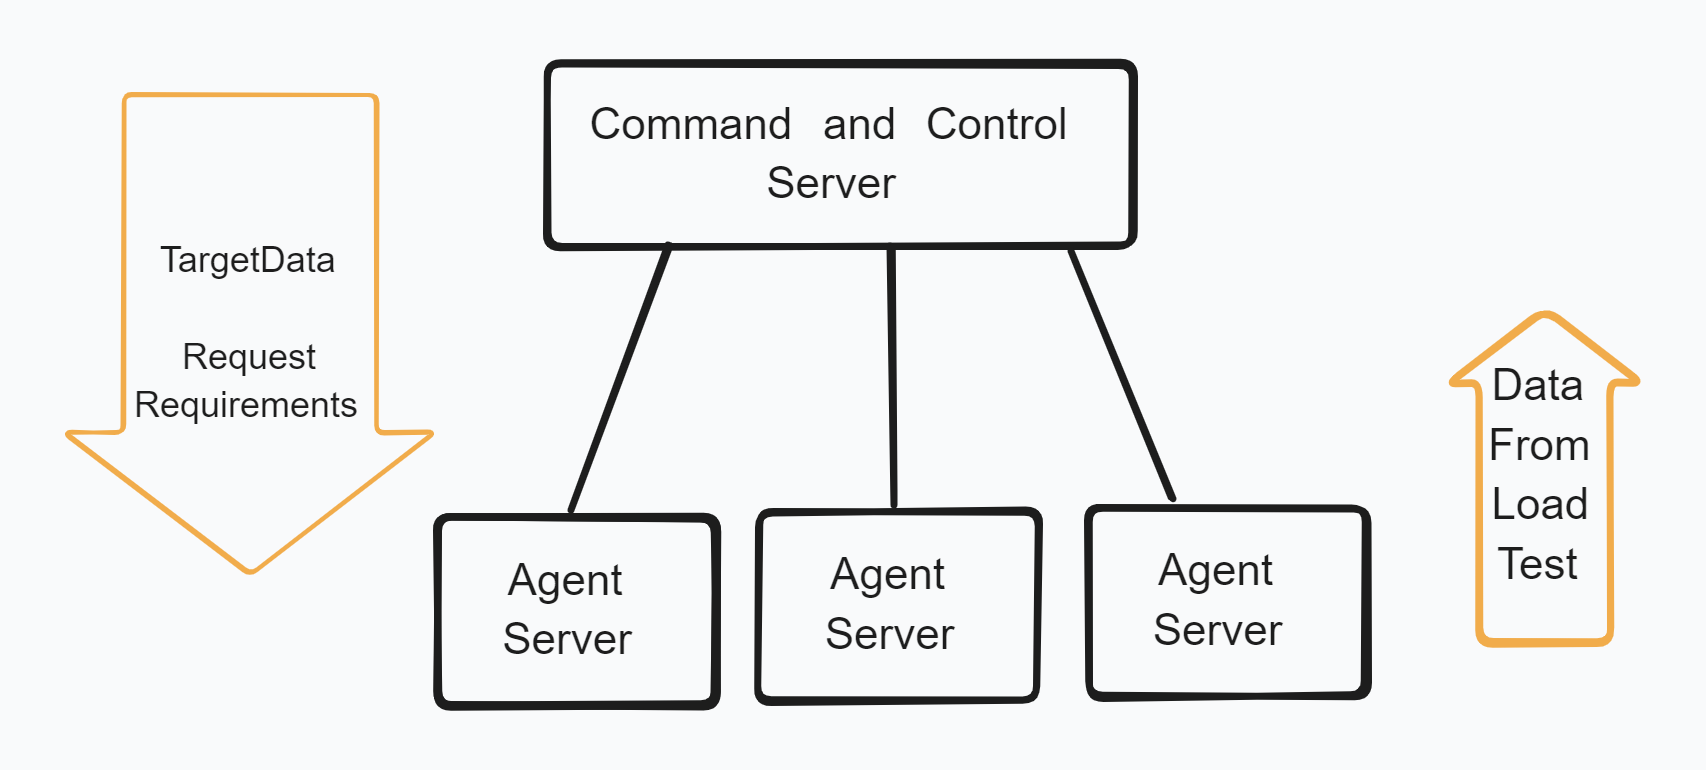 Command and Control
Server
TargetData
Request
Requirements
Data
From
Load
Test
Agent
Server
Agent
Server
Agent
Server